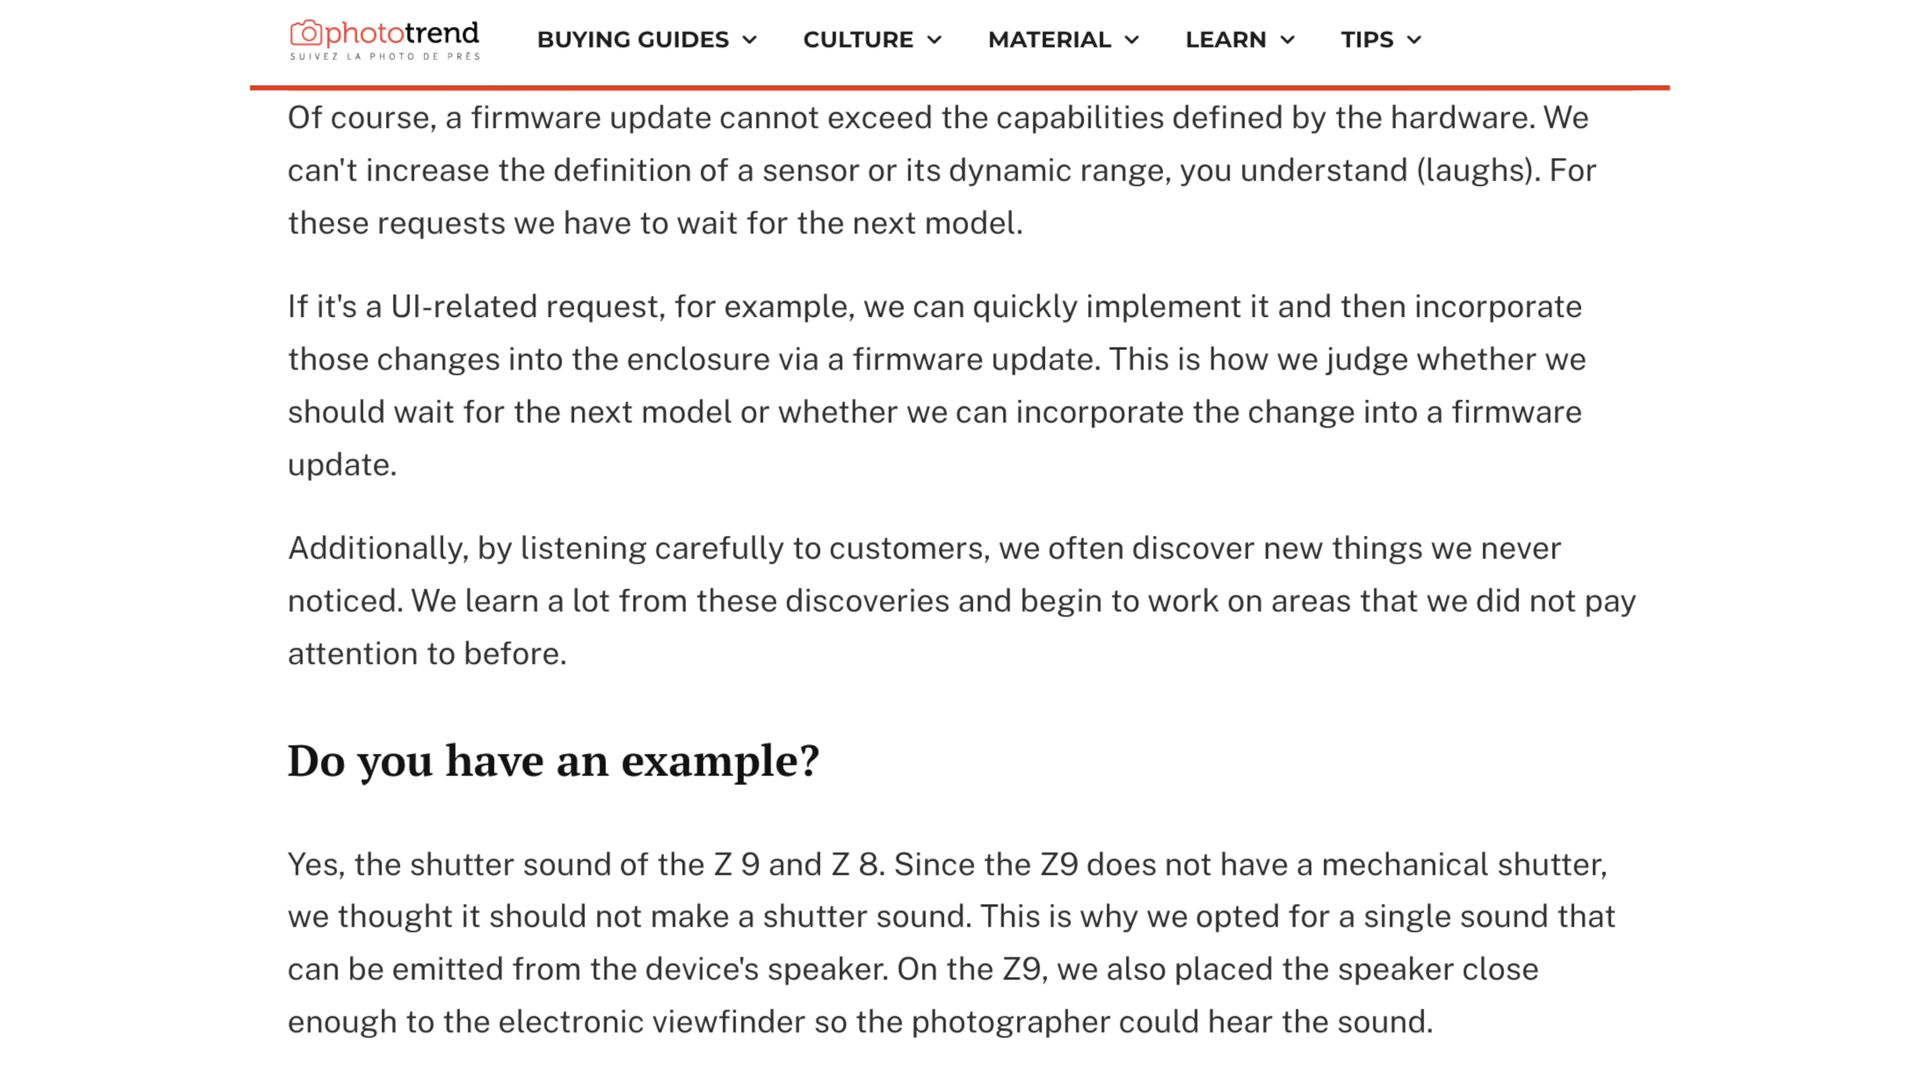 phototrend
SUIVEZ LA PHOTO DE PRÈS
BUYING GUIDES
CULTURE
MATERIAL
LEARN
TIPS
Of course, a firmware update cannot exceed the capabilities defined by the hardware. We
can't increase the definition of a sensor or its dynamic range, you understand (laughs). For
these requests we have to wait for the next model.
If it's a UI-related request, for example, we can quickly implement it and then incorporate
those changes into the enclosure via a firmware update. This is how we judge whether we
should wait for the next model or whether we can incorporate the change into a firmware
update.
Additionally, by listening carefully to customers, we often discover new things we never
noticed. We learn a lot from these discoveries and begin to work on areas that we did not pay
attention to before.
Do you have an example?
Yes, the shutter sound of the Z 9 and Z 8. Since the Z9 does not have a mechanical shutter,
we thought it should not make a shutter sound. This is why we opted for a single sound that
can be emitted from the device's speaker. On the Z9, we also placed the speaker close
enough to the electronic viewfinder so the photographer could hear the sound.